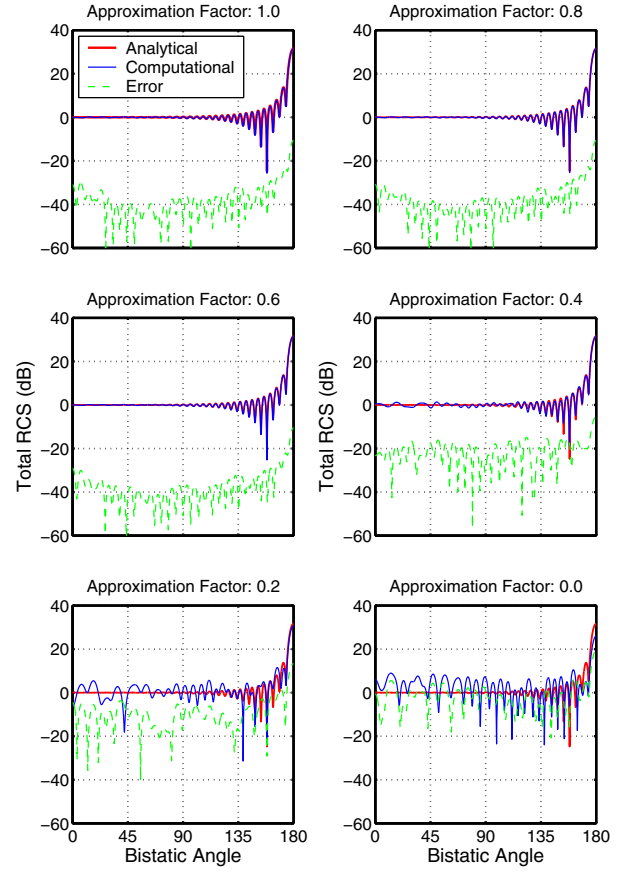 Approximation Factor: 1.0
Approximation Factor: 0.8
40
20
0
−20
−40
−60
Analytical
Computational
Error
40
20
0
−20
−40
−60
Approximation Factor: 0.6
Approximation Factor: 0.4
Total RCS (dB)
40
20
0
−20
−40
−60
Total RCS (dB)
40
20
0
−20
−40
−60
Approximation Factor: 0.2
Approximation Factor: 0.0
40
20
0
−20
−40
−60
0 45 90 135 180
Bistatic Angle
40
20
0
−20
−40
−60
0 45 90 135 180
Bistatic Angle